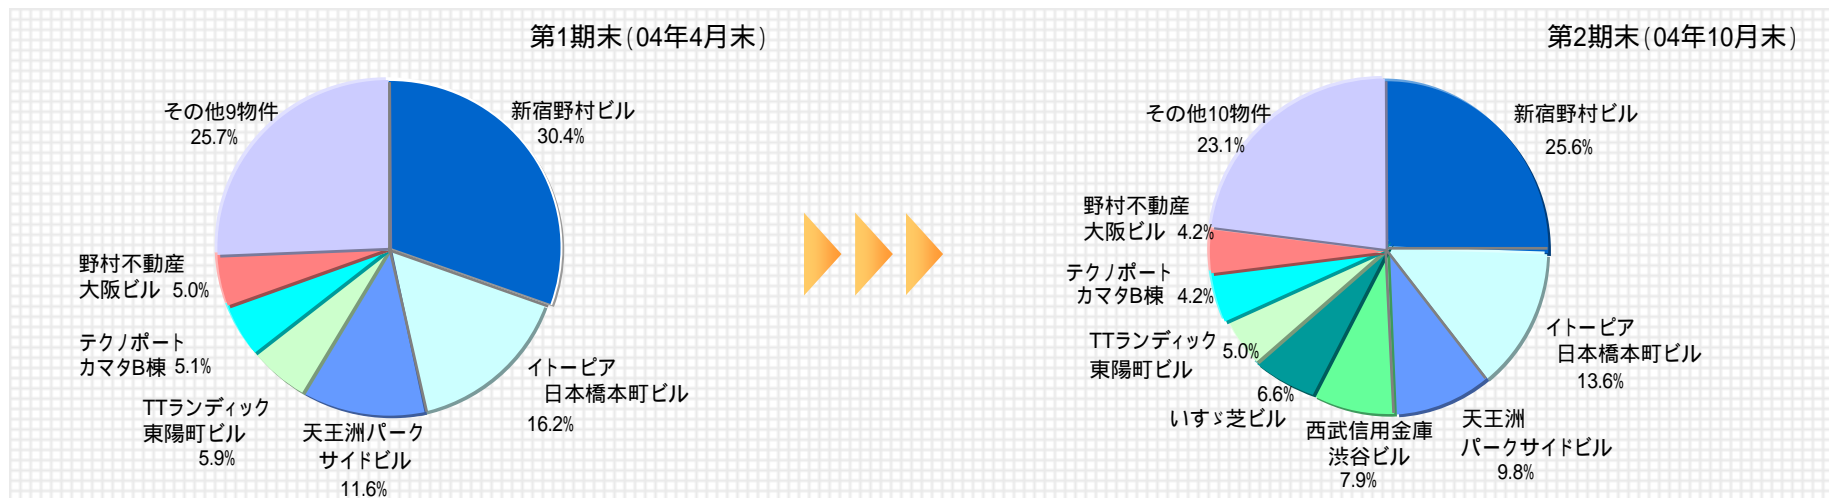 第1期末(04年4月末)
新宿野村ビル
30.4%
イトーピア
日本橋本町ビル
16.2%
天王洲パーク
サイドビル
11.6%
TTランディック
東陽町ビル
5.9%
テクノポート
カマタB棟 5.1%
野村不動産
大阪ビル 5.0%
その他9物件
25.7%
第2期末(04年10月末)
新宿野村ビル
25.6%
イトーピア
日本橋本町ビル
13.6%
天王洲
パークサイドビル
9.8%
西武信用金庫
渋谷ビル
7.9%
6.6%
いすゞ芝ビル
TTランディック
東陽町ビル
5.0%
テクノポート
カマタB棟 4.2%
野村不動産
大阪ビル 4.2%
その他10物件
23.1%